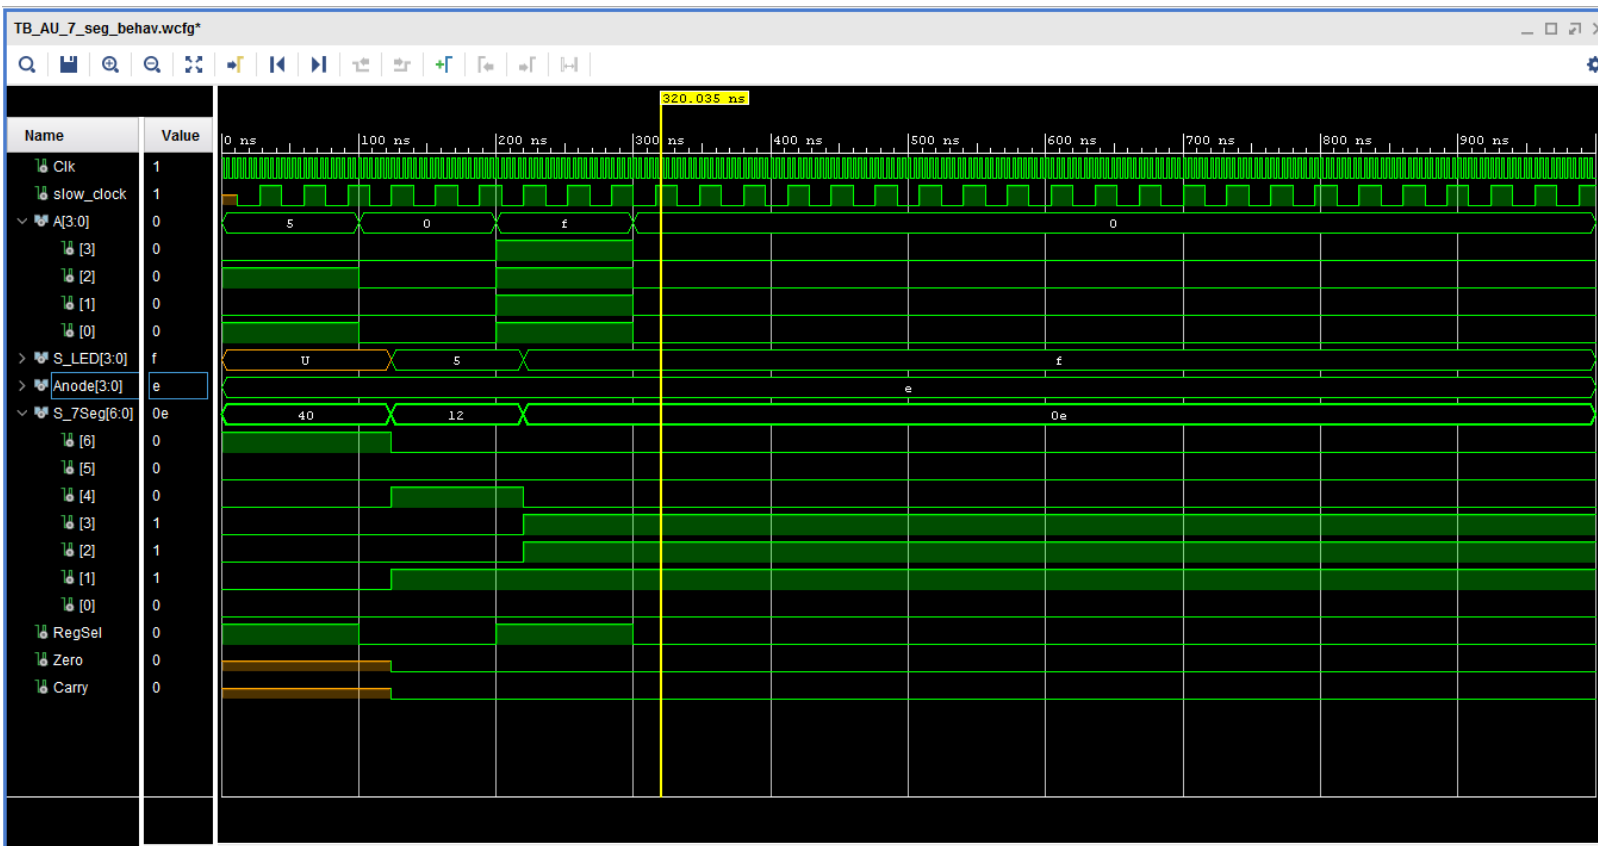 TB_AU_7_seg_behav.wcfg*
320.035 ns
Name Value 0 ns 100 ns 200 ns 300 ns 400 ns 500 ns 600 ns 700 ns 800 ns 900 ns
Clk 1
slow_clock 1
A[3:0] 0 5 0 f 0
[3] 0
[2] 0
[1] 0
[0] 0
S_LED[3:0] f U 5 f
Anode[3:0] e e
S_7Seg[6:0] 0e 40 12 0e
[6] 0
[5] 0
[4] 0
[3] 1
[2] 1
[1] 1
[0] 0
RegSel 0
Zero 0
Carry 0